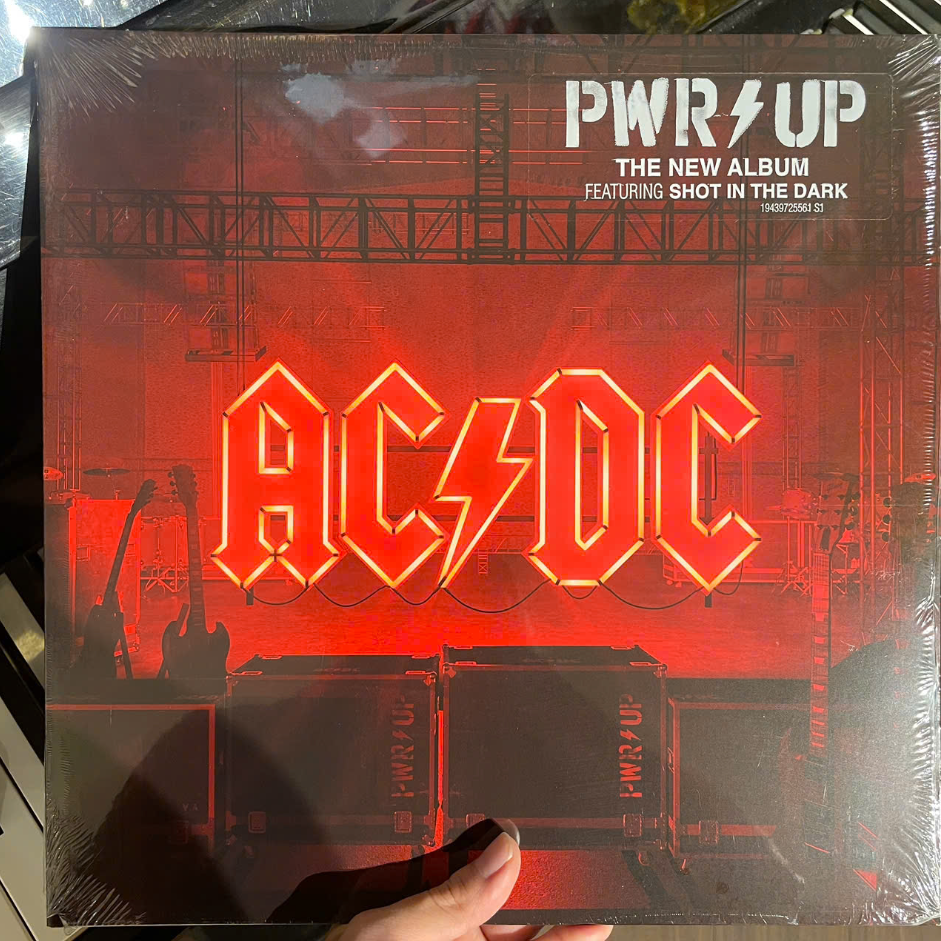 PWR⚡UP
THE NEW ALBUM
FEATURING SHOT IN THE DARK
19439725561 S1
AC⚡DC
PWR⚡UP
PWR⚡UP